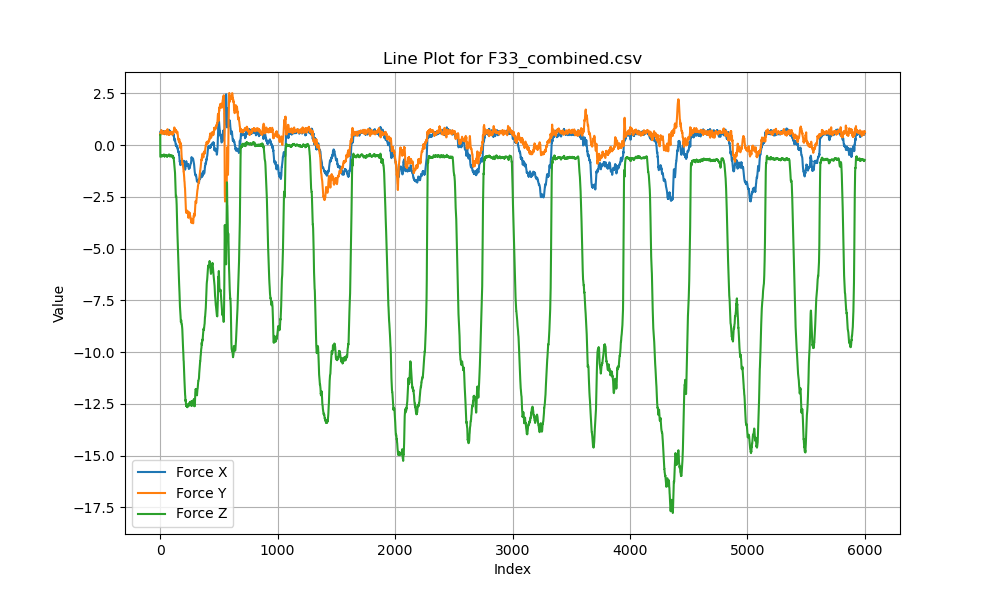 Line Plot for F33_combined.csv
Value
2.5
0.0
−2.5
−5.0
−7.5
−10.0
−12.5
−15.0
−17.5
Force X
Force Y
Force Z
0 1000 2000 3000 4000 5000 6000
Index